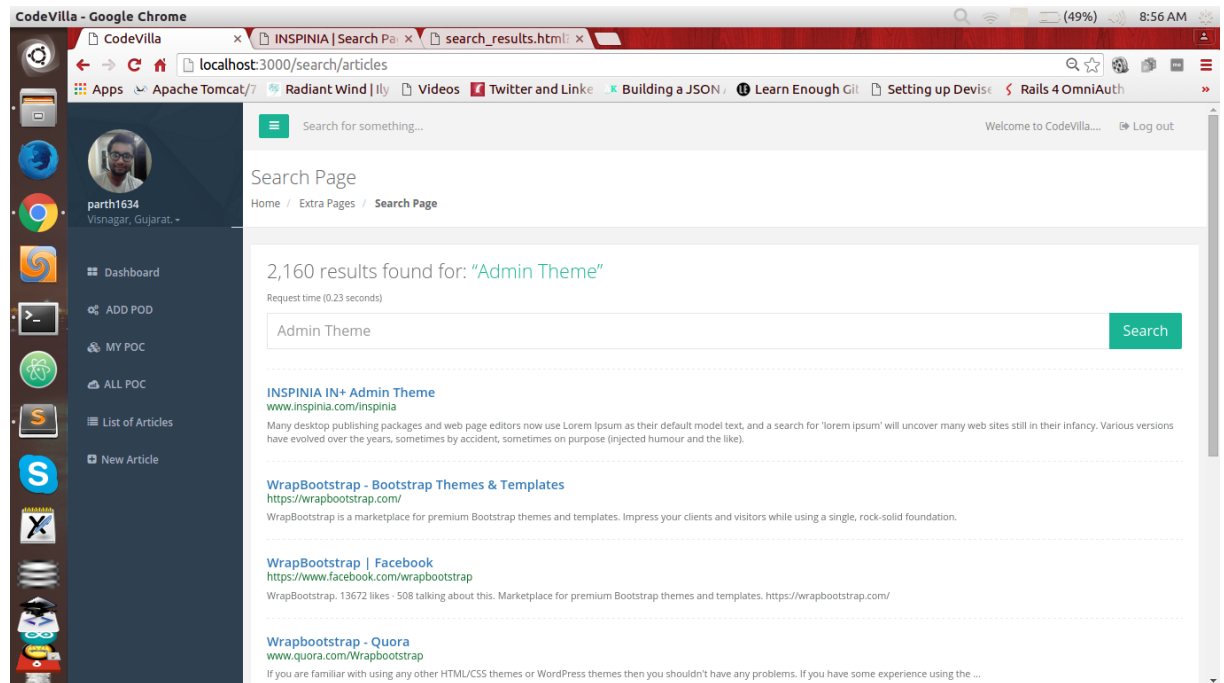 CodeVilla - Google Chrome
(49%) 8:56 AM
CodeVilla
INSPINIA | Search Pa
search_results.html
localhost:3000/search/articles
Apps
Apache Tomcat/7
Radiant Wind | Ily
Videos
Twitter and Linke
Building a JSON
Learn Enough Git
Setting up Devise
Rails 4 OmniAuth
»
Search for something...
Welcome to CodeVilla....
Log out
parth1634
Visnagar, Gujarat.
Dashboard
ADD POD
MY POC
ALL POC
List of Articles
New Article
Search Page
Home / Extra Pages / Search Page
2,160 results found for: “Admin Theme”
Request time (0.23 seconds)
Admin Theme
Search
INSPINIA IN+ Admin Theme
www.inspinia.com/inspinia
Many desktop publishing packages and web page editors now use Lorem Ipsum as their default model text, and a search for 'lorem ipsum' will uncover many web sites still in their infancy. Various versions
have evolved over the years, sometimes by accident, sometimes on purpose (injected humour and the like).
WrapBootstrap - Bootstrap Themes & Templates
https://wrapbootstrap.com/
WrapBootstrap is a marketplace for premium Bootstrap themes and templates. Impress your clients and visitors while using a single, rock-solid foundation.
WrapBootstrap | Facebook
https://www.facebook.com/wrapbootstrap
WrapBootstrap. 13672 likes · 508 talking about this. Marketplace for premium Bootstrap themes and templates. https://wrapbootstrap.com/
Wrapbootstrap - Quora
www.quora.com/Wrapbootstrap
If you are familiar with using any other HTML/CSS themes or WordPress themes then you shouldn't have any problems. If you have some experience using the ...